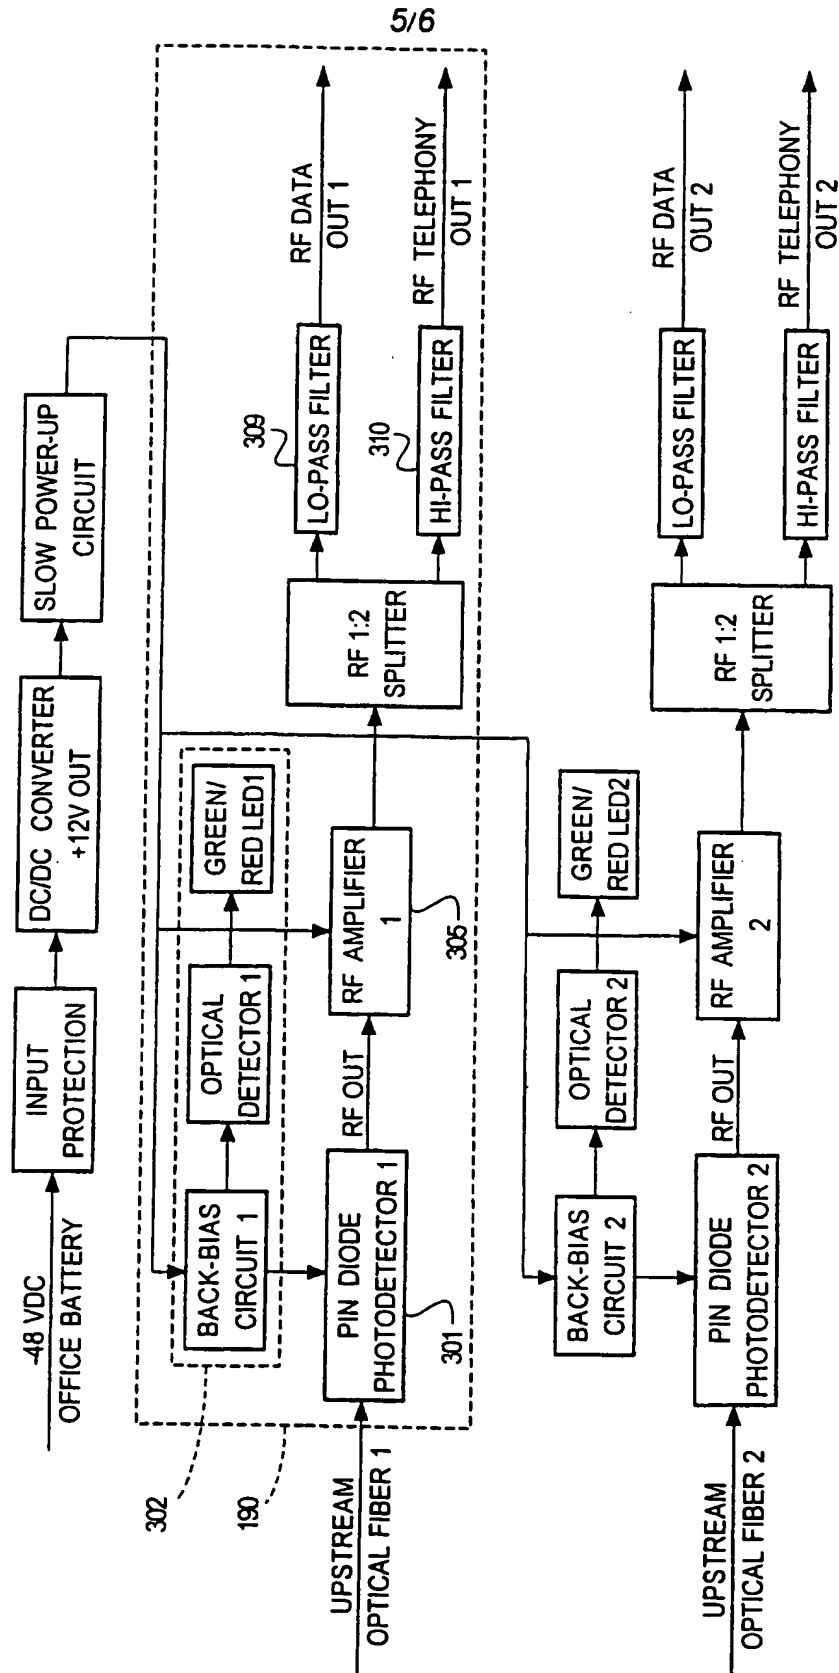 5/6
-48 VDC
OFFICE BATTERY
INPUT
PROTECTION
DC/DC CONVERTER
+12V OUT
SLOW POWER-UP
CIRCUIT
302
190
BACK-BIAS
CIRCUIT 1
OPTICAL
DETECTOR 1
GREEN/
RED LED1
UPSTREAM
OPTICAL FIBER 1
PIN DIODE
PHOTODETECTOR 1
301
RF OUT
RF AMPLIFIER
1
305
RF 1:2
SPLITTER
309
LO-PASS FILTER
RF DATA
OUT 1
310
HI-PASS FILTER
RF TELEPHONY
OUT 1
BACK-BIAS
CIRCUIT 2
OPTICAL
DETECTOR 2
GREEN/
RED LED2
UPSTREAM
OPTICAL FIBER 2
PIN DIODE
PHOTODETECTOR 2
RF OUT
RF AMPLIFIER
2
RF 1:2
SPLITTER
LO-PASS FILTER
RF DATA
OUT 2
HI-PASS FILTER
RF TELEPHONY
OUT 2